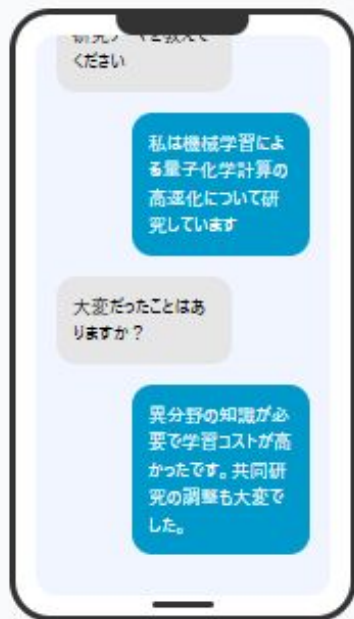 ください
私は機械学習によ
る量子化学計算の
高速化について研
究しています
大変だったことはあ
りますか？
異分野の知識が必
要で学習コストが高
かったです。共同研
究の調整も大変で
した。